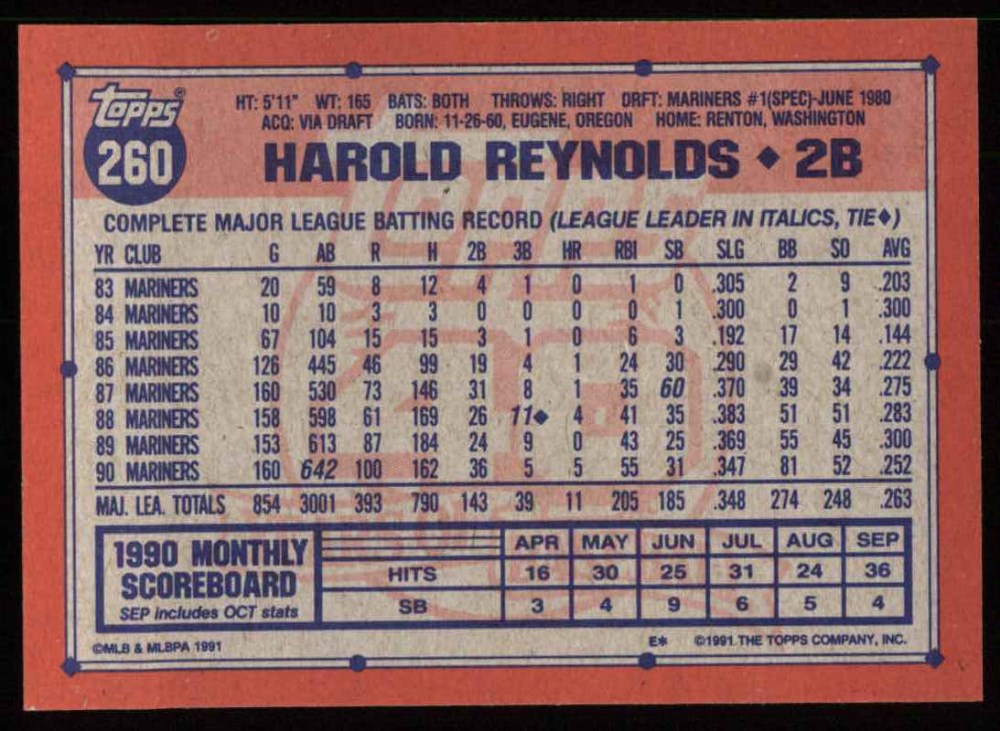 Topps®
260
HT: 5'11" WT: 165 BATS: BOTH THROWS: RIGHT DRFT: MARINERS #1(SPEC)-JUNE 1980
ACQ: VIA DRAFT BORN: 11-26-60, EUGENE, OREGON HOME: RENTON, WASHINGTON
HAROLD REYNOLDS ♦ 2B
COMPLETE MAJOR LEAGUE BATTING RECORD (LEAGUE LEADER IN ITALICS, TIE♦)
YR CLUB G AB R H 2B 3B HR RBI SB SLG BB SO AVG
83 MARINERS 20 59 8 12 4 1 0 1 0 .305 2 9 .203
84 MARINERS 10 10 3 3 0 0 0 0 1 .300 0 1 .300
85 MARINERS 67 104 15 15 3 1 0 6 3 .192 17 14 .144
86 MARINERS 126 445 46 99 19 4 1 24 30 .290 29 42 .222
87 MARINERS 160 530 73 146 31 8 1 35 60 .370 39 34 .275
88 MARINERS 158 598 61 169 26 11♦ 4 41 35 .383 51 51 .283
89 MARINERS 153 613 87 184 24 9 0 43 25 .369 55 45 .300
90 MARINERS 160 642 100 162 36 5 5 55 31 .347 81 52 .252
MAJ. LEA. TOTALS 854 3001 393 790 143 39 11 205 185 .348 274 248 .263
1990 MONTHLY SCOREBOARD
SEP includes OCT stats
APR MAY JUN JUL AUG SEP
HITS 16 30 25 31 24 36
SB 3 4 9 6 5 4
©MLB & MLBPA 1991 E* ©1991 THE TOPPS COMPANY, INC.